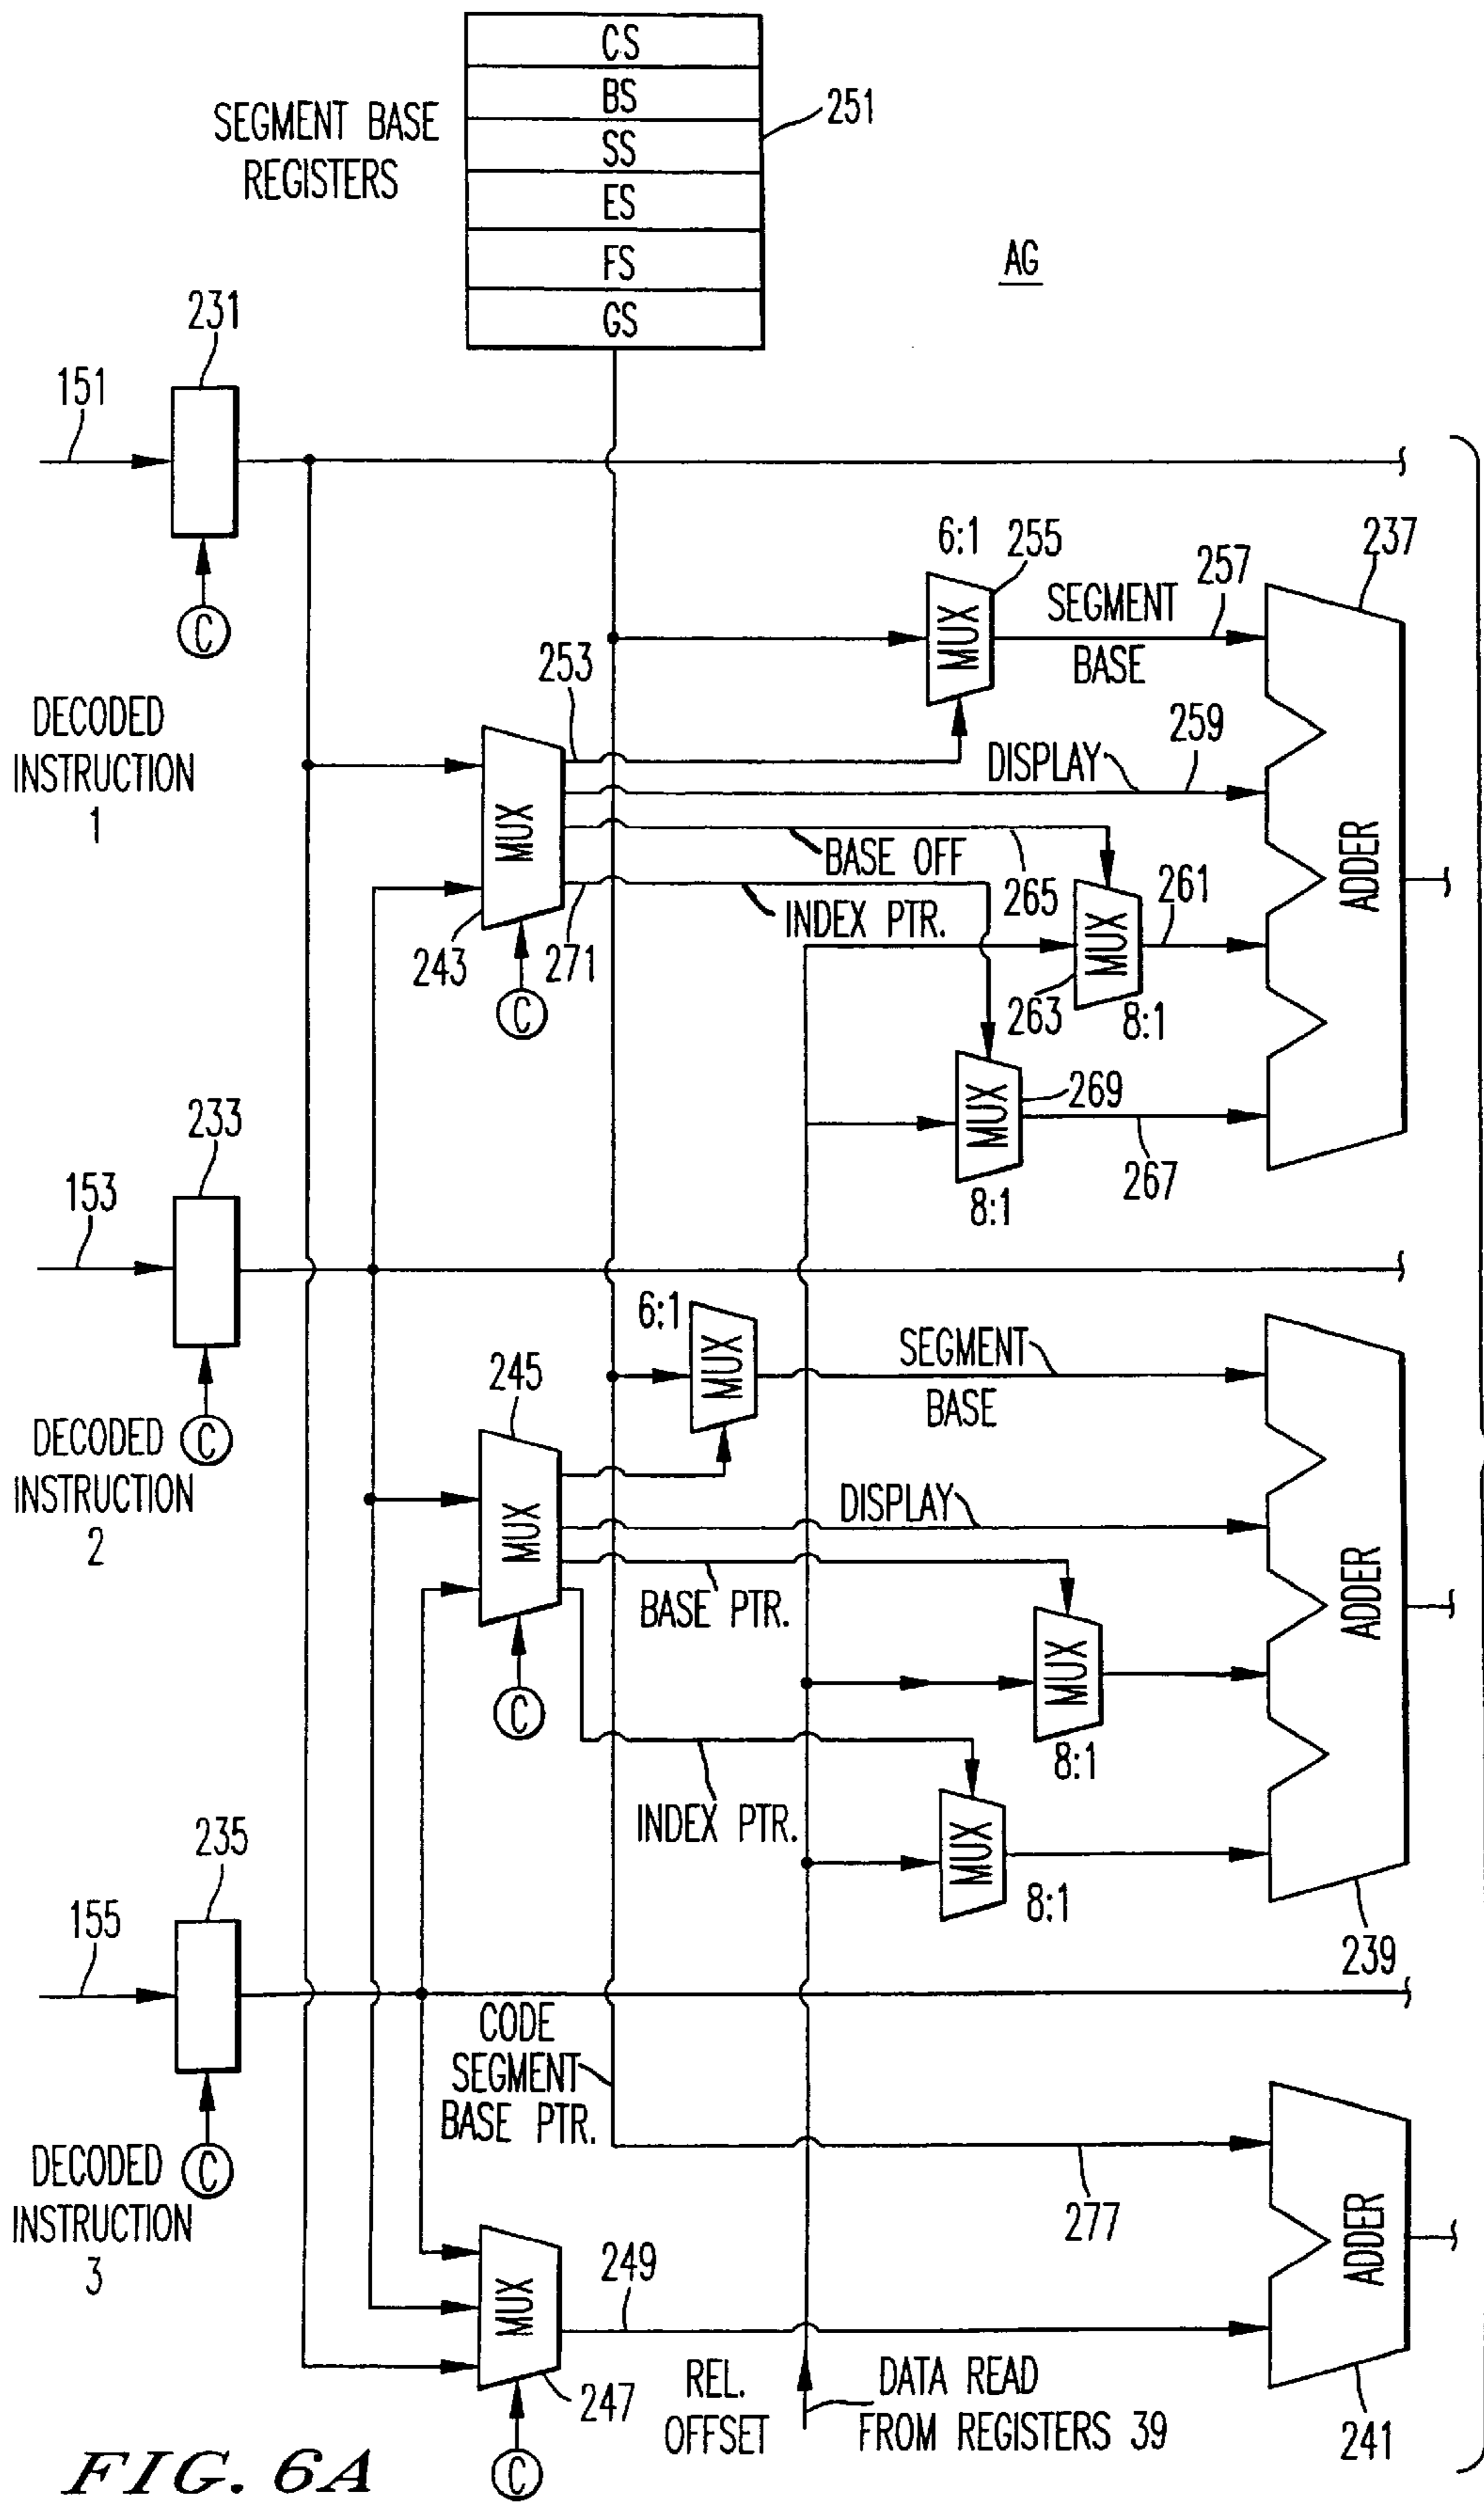 CS
BS
SS
ES
FS
GS
SEGMENT BASE
REGISTERS
251
AG
231
151
C
DECODED
INSTRUCTION
1
6:1
255
MUX
SEGMENT
BASE
257
237
253
DISPLAY
259
MUX
243
C
BASE OFF
265
INDEX PTR.
271
MUX
261
263
8:1
MUX
269
267
8:1
ADDER
233
153
C
DECODED
INSTRUCTION
2
6:1
MUX
SEGMENT
BASE
245
MUX
C
DISPLAY
BASE PTR.
MUX
8:1
INDEX PTR.
MUX
8:1
ADDER
239
235
155
C
DECODED
INSTRUCTION
3
CODE
SEGMENT
BASE PTR.
277
MUX
249
247
C
REL.
OFFSET
DATA READ
FROM REGISTERS 39
ADDER
241
FIG. 6A